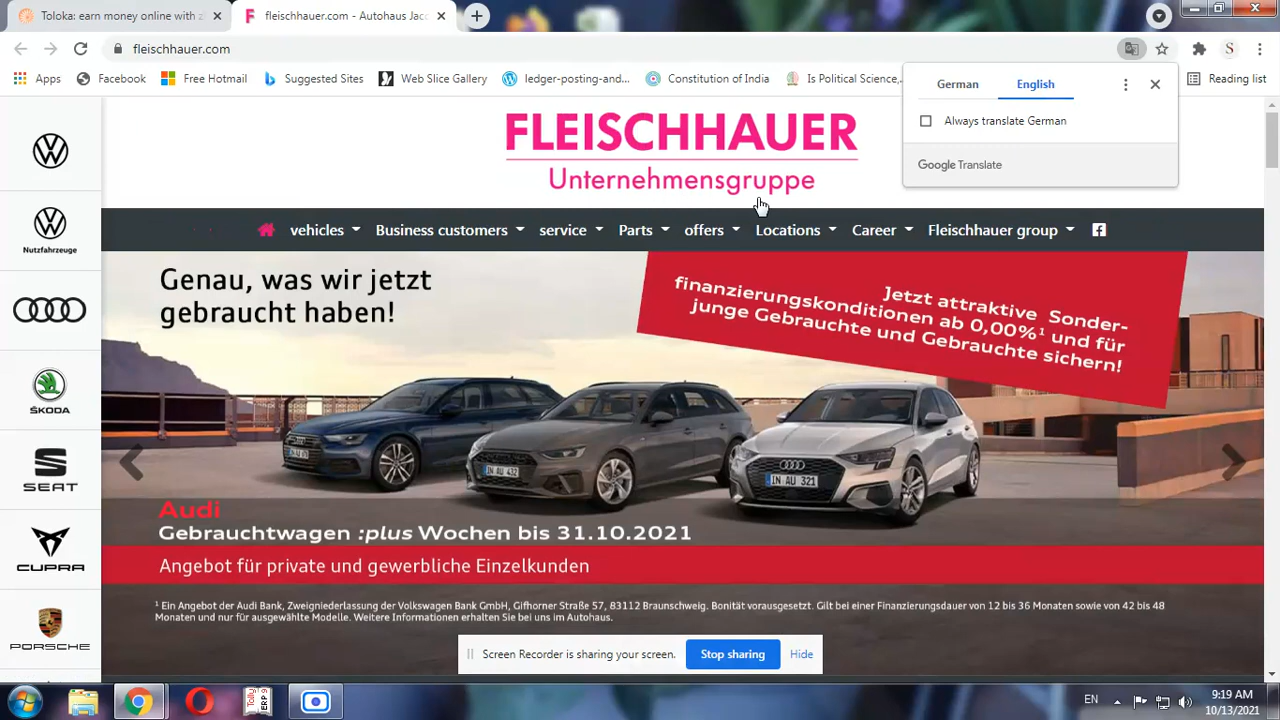 Toloka: earn money online with z
fleischhauer.com - Autohaus Jaco
fleischhauer.com
S
Apps
Facebook
Free Hotmail
Suggested Sites
Web Slice Gallery
ledger-posting-and...
Constitution of India
Is Political Science,...
Reading list
German
English
Always translate German
Google Translate
FLEISCHHAUER
Unternehmensgruppe
vehicles
Business customers
service
Parts
offers
Locations
Career
Fleischhauer group
Nutzfahrzeuge
ŠKODA
SEAT
CUPRA
PORSCHE
Genau, was wir jetzt
gebraucht haben!
Jetzt attraktive Sonder-
finanzierungskonditionen ab 0,00%¹ und für
junge Gebrauchte und Gebrauchte sichern!
IN AU 432
IN AU 321
Audi
Gebrauchtwagen :plus Wochen bis 31.10.2021
Angebot für private und gewerbliche Einzelkunden
¹ Ein Angebot der Audi Bank, Zweigniederlassung der Volkswagen Bank GmbH, Gifhorner Straße 57, 83112 Braunschweig. Bonität vorausgesetzt. Gilt bei einer Finanzierungsdauer von 12 bis 36 Monaten sowie von 42 bis 48
Monaten und nur für ausgewählte Modelle. Weitere Informationen erhalten Sie bei uns im Autohaus.
Screen Recorder is sharing your screen.
Stop sharing
Hide
Tally
ERP 9
EN
9:19 AM
10/13/2021